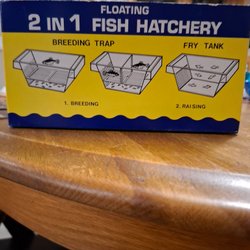 FLOATING
2 IN 1 FISH HATCHERY
BREEDING TRAP
FRY TANK
1. BREEDING
2. RAISING